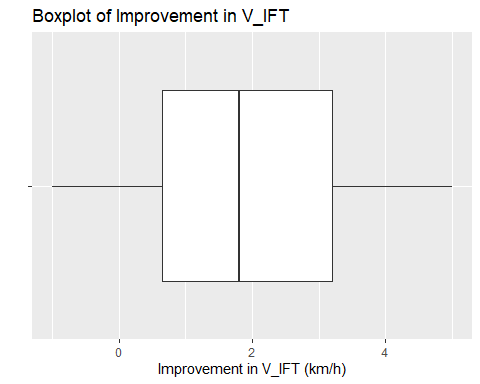 Boxplot of Improvement in V_IFT
0 2 4
Improvement in V_IFT (km/h)